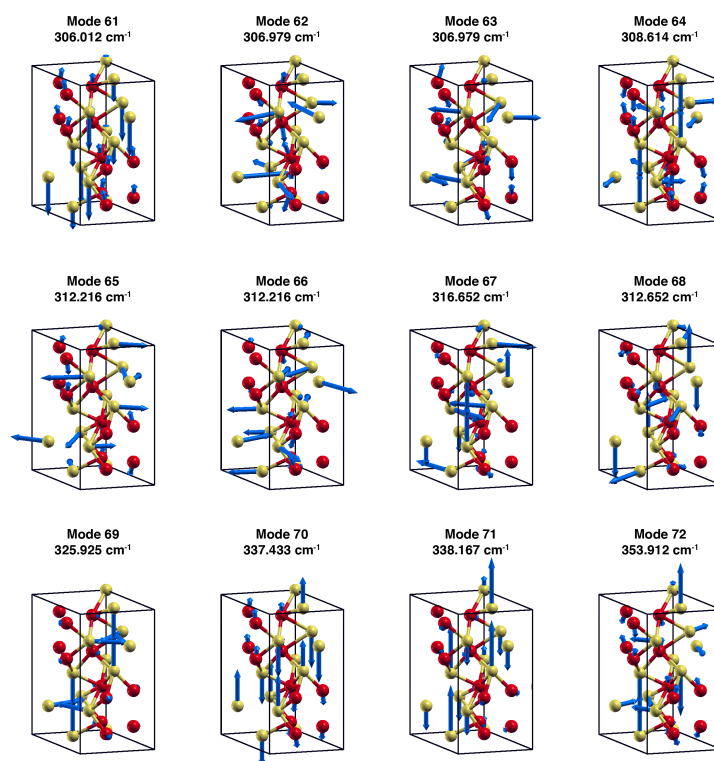 Mode 61
306.012 cm⁻¹
Mode 62
306.979 cm⁻¹
Mode 63
306.979 cm⁻¹
Mode 64
308.614 cm⁻¹
Mode 65
312.216 cm⁻¹
Mode 66
312.216 cm⁻¹
Mode 67
316.652 cm⁻¹
Mode 68
312.652 cm⁻¹
Mode 69
325.925 cm⁻¹
Mode 70
337.433 cm⁻¹
Mode 71
338.167 cm⁻¹
Mode 72
353.912 cm⁻¹